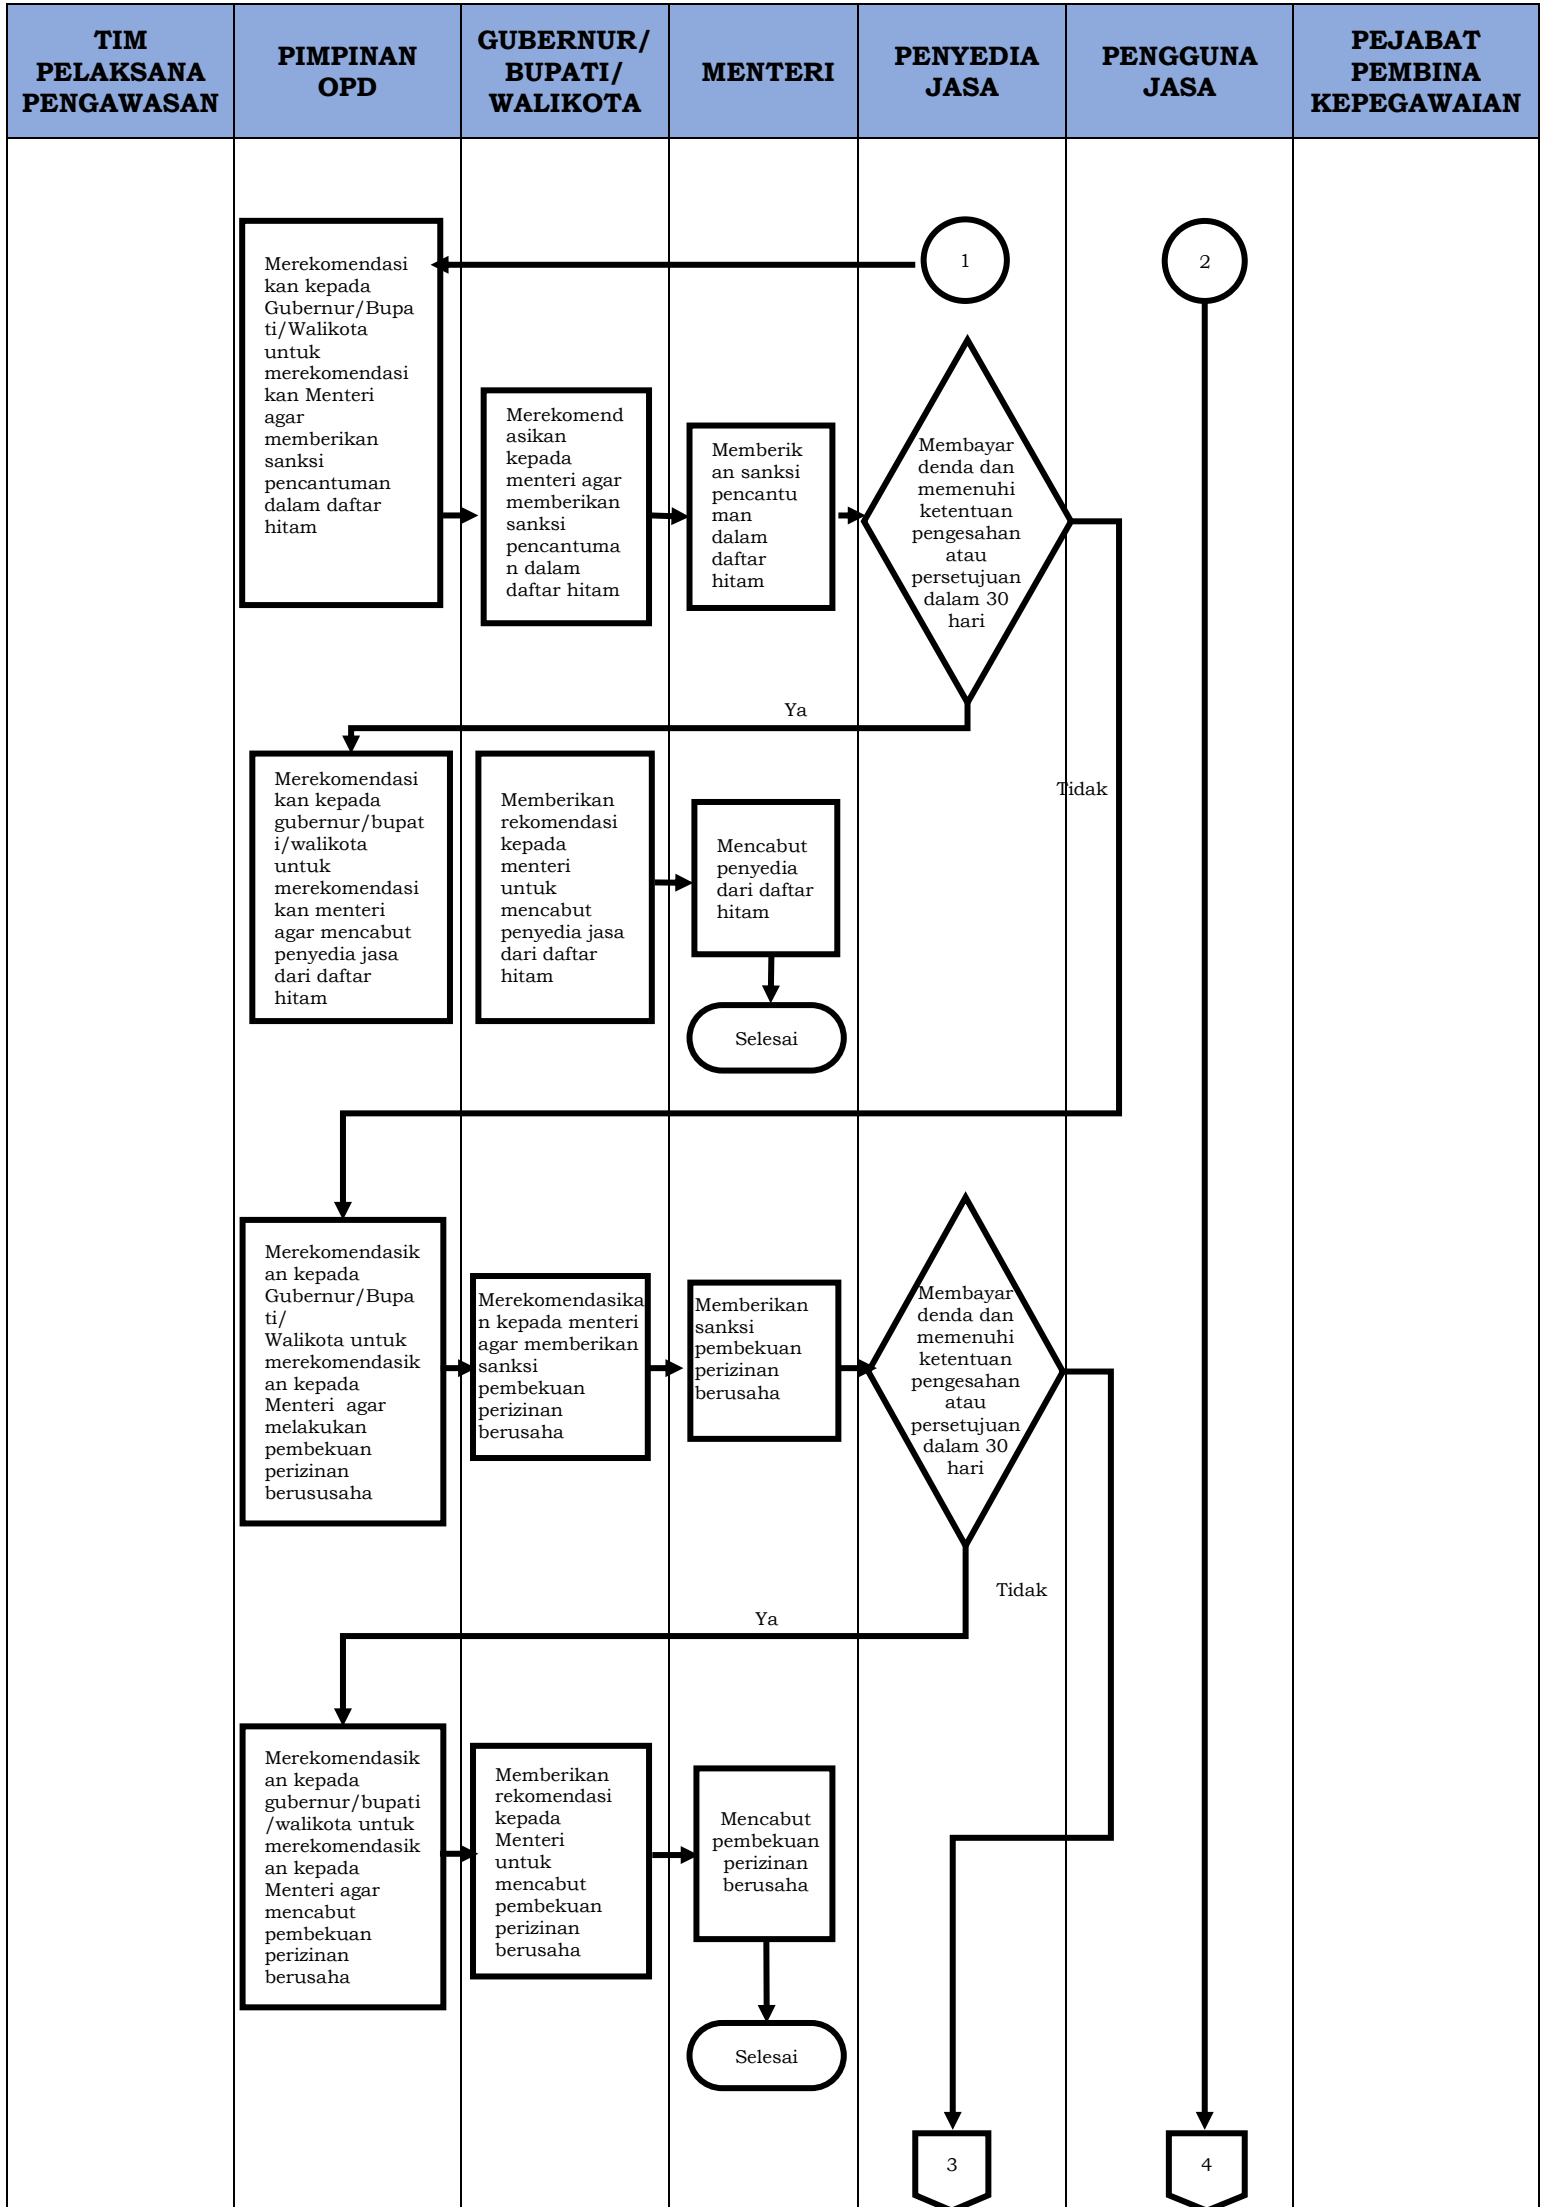 TIM
PELAKSANA
PENGAWASAN
PIMPINAN
OPD
GUBERNUR/
BUPATI/
WALIKOTA
MENTERI
PENYEDIA
JASA
PENGGUNA
JASA
PEJABAT
PEMBINA
KEPEGAWAIAN
1
2
Merekomendasi
kan kepada
Gubernur/Bupa
ti/Walikota
untuk
merekomendasi
kan Menteri
agar
memberikan
sanksi
pencantuman
dalam daftar
hitam
Merekomend
asikan
kepada
menteri agar
memberikan
sanksi
pencantuma
n dalam
daftar hitam
Memberik
an sanksi
pencantu
man
dalam
daftar
hitam
Membayar
denda dan
memenuhi
ketentuan
pengesahan
atau
persetujuan
dalam 30
hari
Ya
Tidak
Merekomendasi
kan kepada
gubernur/bupat
i/walikota
untuk
merekomendasi
kan menteri
agar mencabut
penyedia jasa
dari daftar
hitam
Memberikan
rekomendasi
kepada
menteri
untuk
mencabut
penyedia jasa
dari daftar
hitam
Mencabut
penyedia
dari daftar
hitam
Selesai
Merekomendasik
an kepada
Gubernur/Bupa
ti/
Walikota untuk
merekomendasik
an kepada
Menteri  agar
melakukan
pembekuan
perizinan
berususaha
Merekomendasika
n kepada menteri
agar memberikan
sanksi
pembekuan
perizinan
berusaha
Memberikan
sanksi
pembekuan
perizinan
berusaha
Membayar
denda dan
memenuhi
ketentuan
pengesahan
atau
persetujuan
dalam 30
hari
Tidak
Ya
Merekomendasik
an kepada
gubernur/bupati
/walikota untuk
merekomendasik
an kepada
Menteri agar
mencabut
pembekuan
perizinan
berusaha
Memberikan
rekomendasi
kepada
Menteri
untuk
mencabut
pembekuan
perizinan
berusaha
Mencabut
pembekuan
perizinan
berusaha
Selesai
3
4